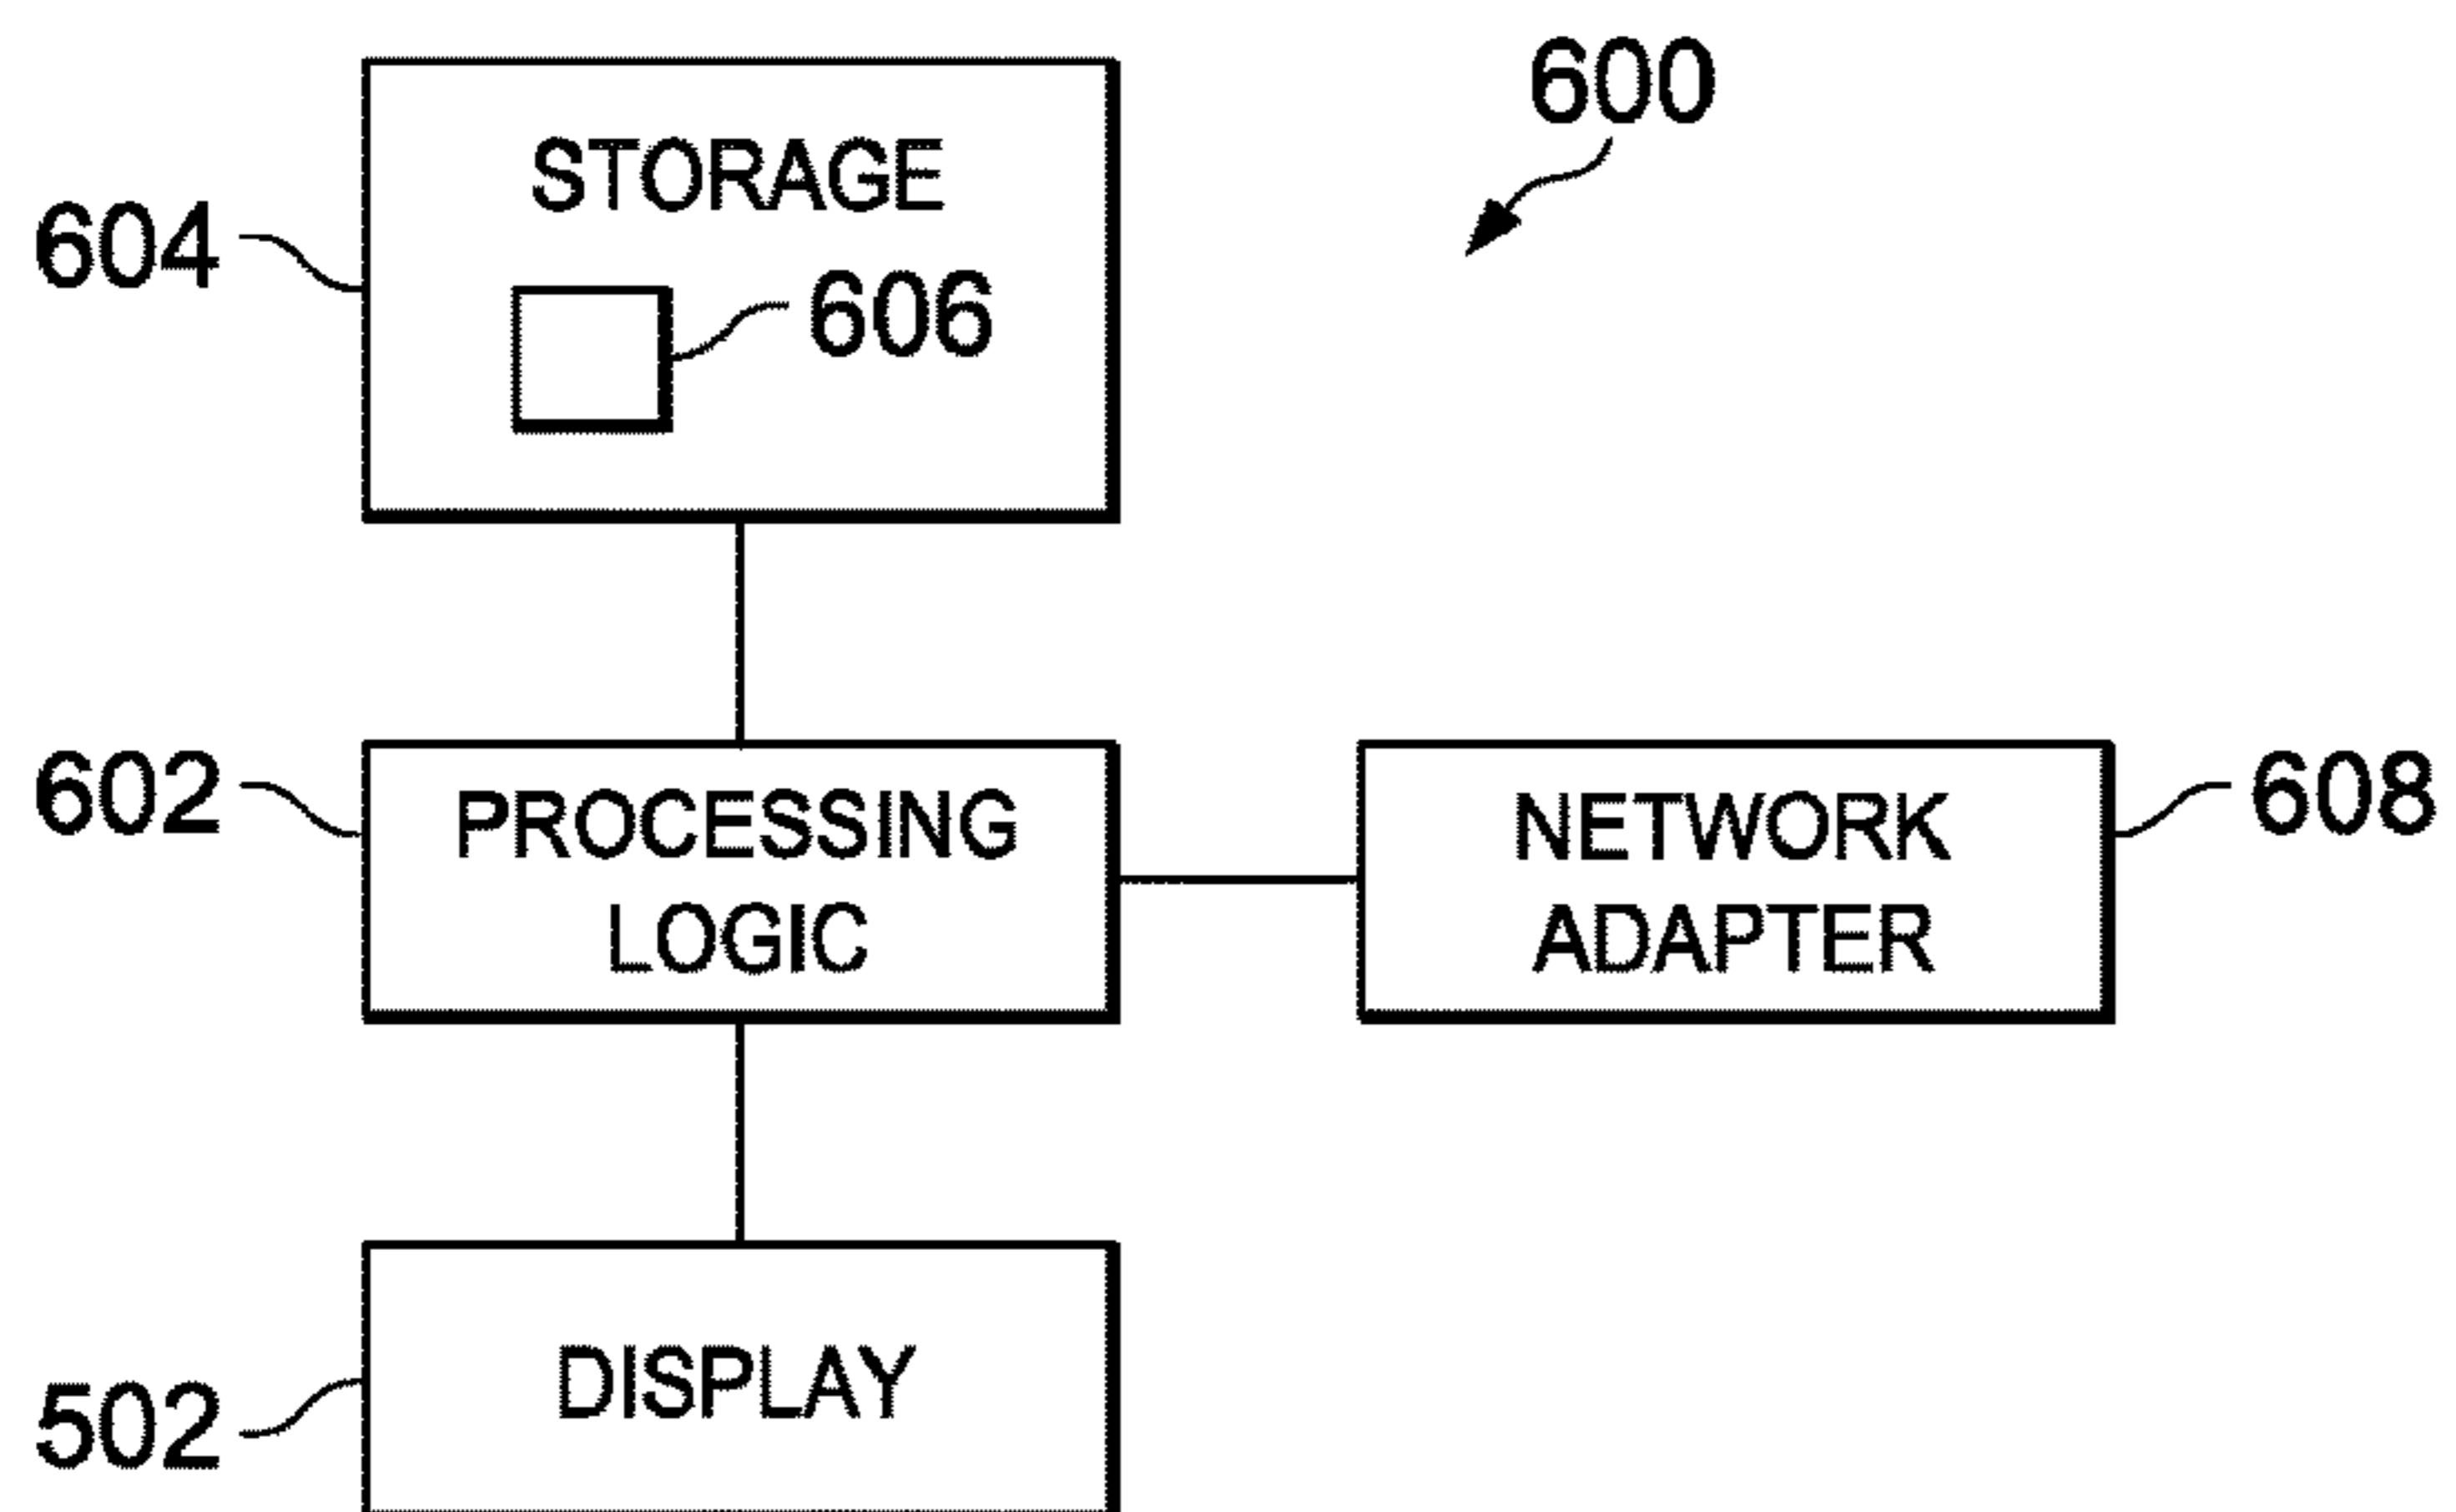 600
STORAGE
604
606
602
PROCESSING
LOGIC
NETWORK
ADAPTER
608
DISPLAY
502